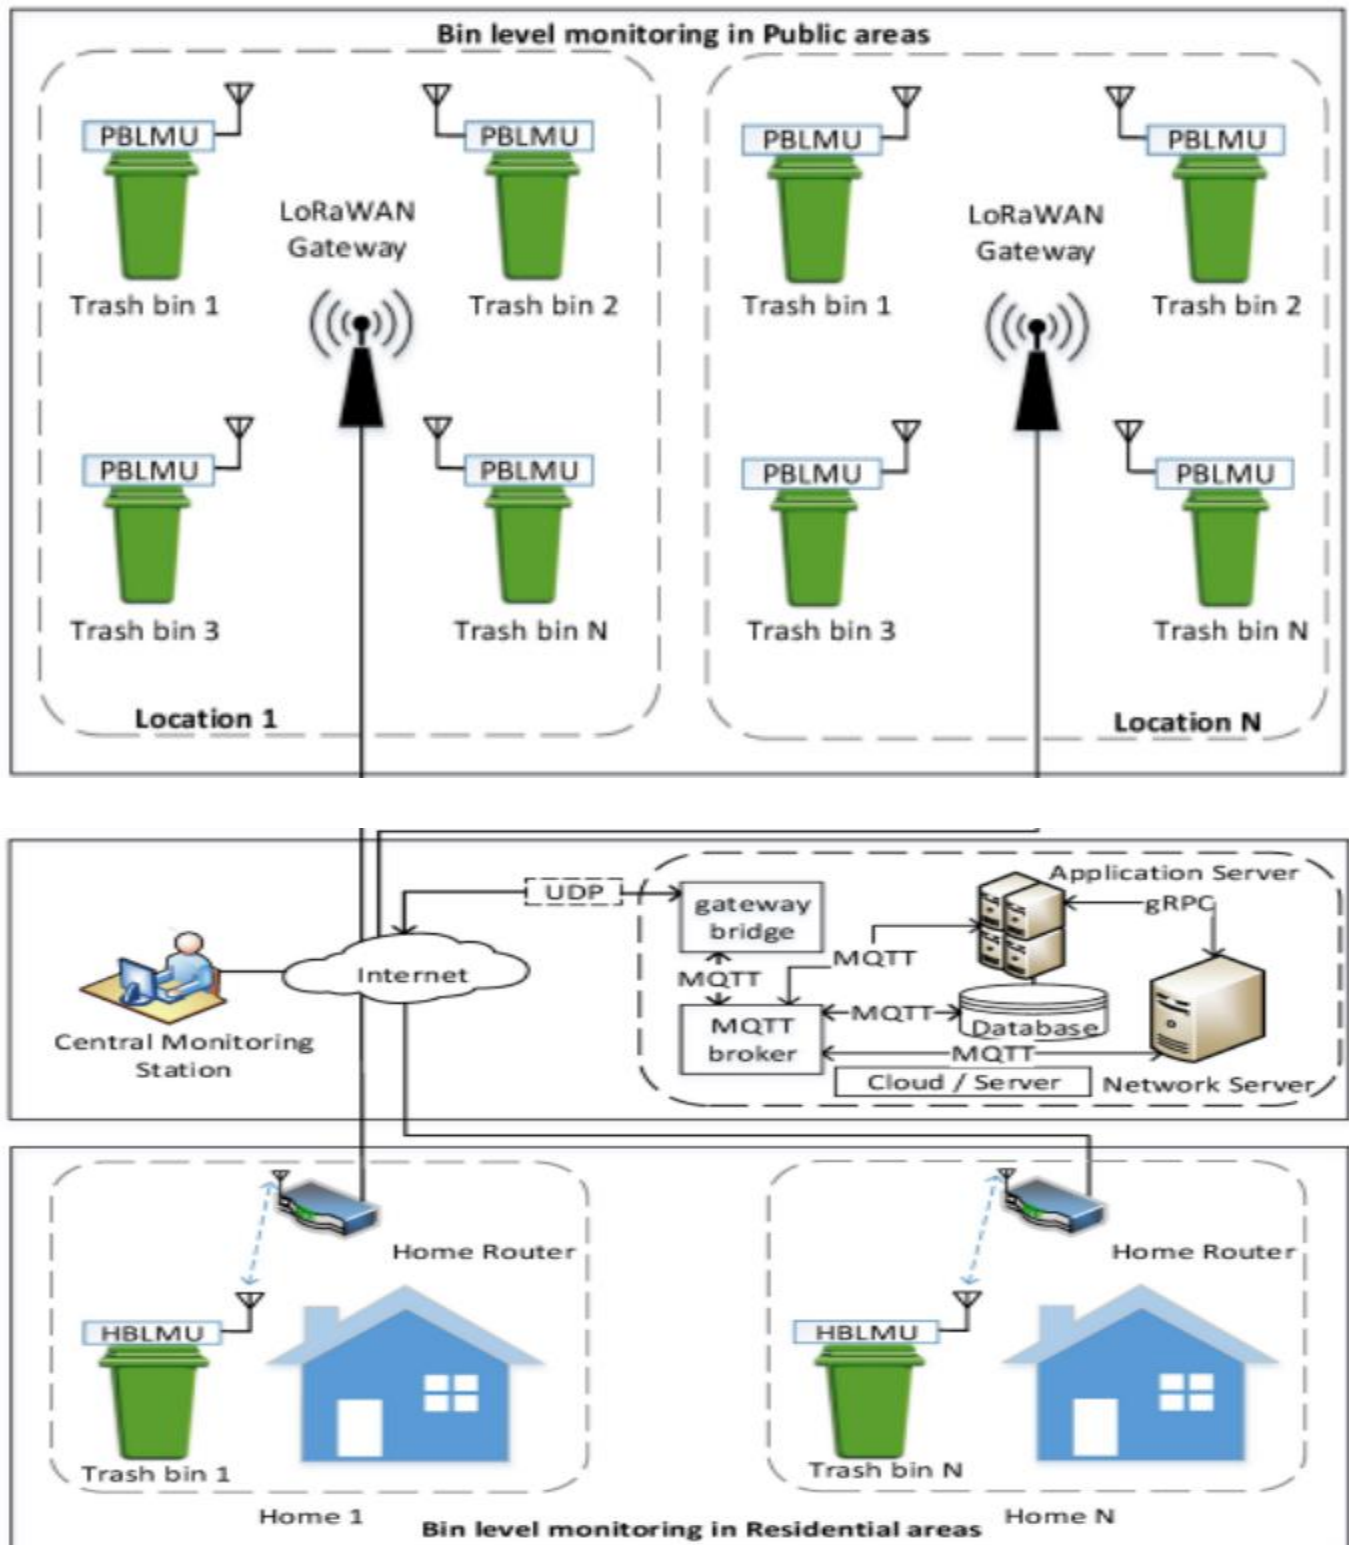 Bin level monitoring in Public areas
PBLMU
PBLMU
LoRaWAN
Gateway
Trash bin 1
Trash bin 2
PBLMU
PBLMU
Trash bin 3
Trash bin N
Location 1
PBLMU
PBLMU
LoRaWAN
Gateway
Trash bin 1
Trash bin 2
PBLMU
PBLMU
Trash bin 3
Trash bin N
Location N
Central Monitoring
Station
Internet
UDP
gateway
bridge
MQTT
MQTT
broker
MQTT
MQTT
MQTT
Application Server
gRPC
Database
Cloud / Server
Network Server
Home Router
HBLMU
Trash bin 1
Home 1
Home Router
HBLMU
Trash bin N
Home N
Bin level monitoring in Residential areas